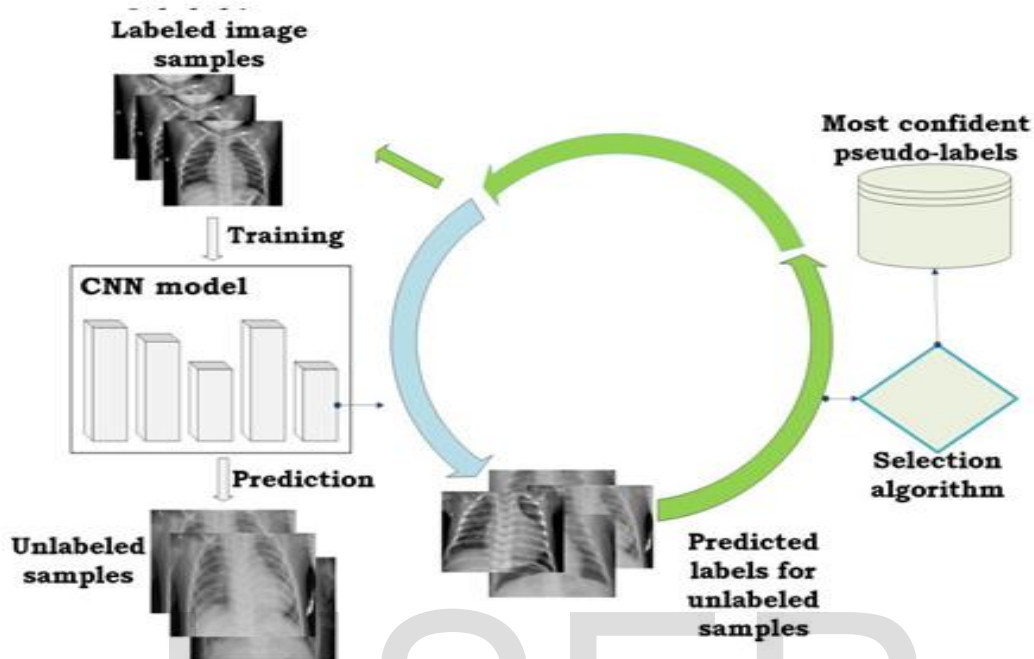 Labeled image
samples
Most confident
pseudo-labels
Training
CNN model
Prediction
Selection
algorithm
Unlabeled
samples
Predicted
labels for
unlabeled
samples